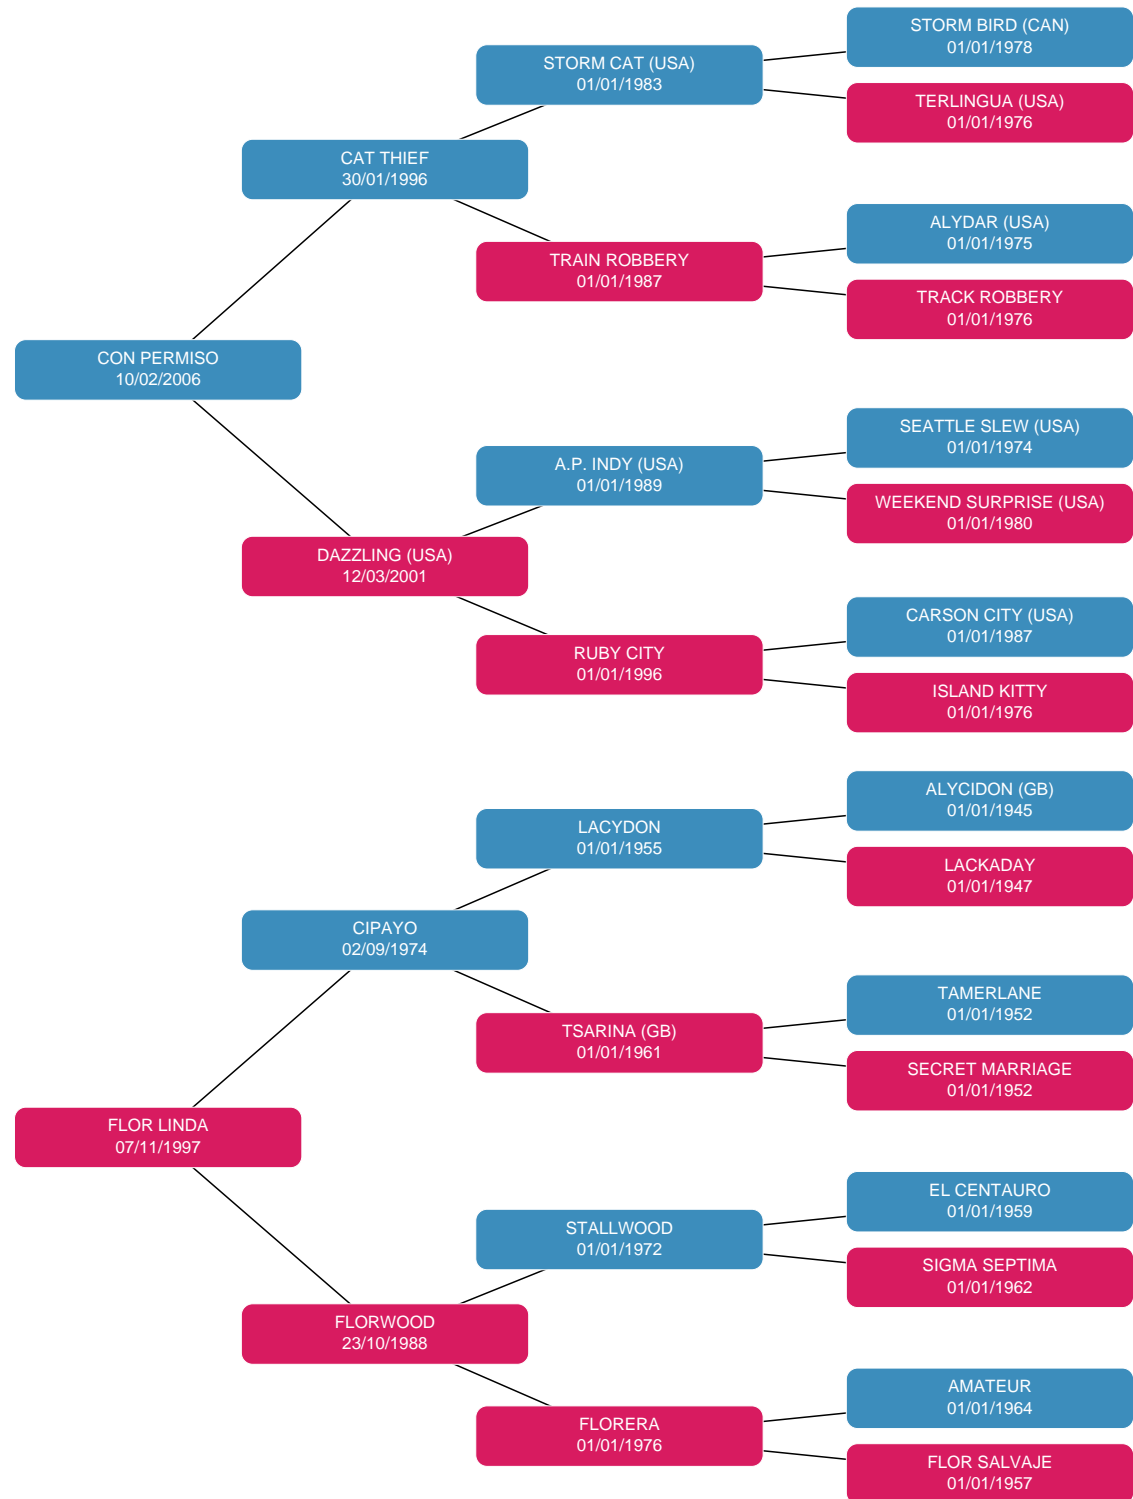 STORM BIRD (CAN)
01/01/1978
STORM CAT (USA)
01/01/1983
TERLINGUA (USA)
01/01/1976
CAT THIEF
30/01/1996
ALYDAR (USA)
01/01/1975
TRAIN ROBBERY
01/01/1987
TRACK ROBBERY
01/01/1976
CON PERMISO
10/02/2006
SEATTLE SLEW (USA)
01/01/1974
A.P. INDY (USA)
01/01/1989
WEEKEND SURPRISE (USA)
01/01/1980
DAZZLING (USA)
12/03/2001
CARSON CITY (USA)
01/01/1987
RUBY CITY
01/01/1996
ISLAND KITTY
01/01/1976
ALYCIDON (GB)
01/01/1945
LACYDON
01/01/1955
LACKADAY
01/01/1947
CIPAYO
02/09/1974
TAMERLANE
01/01/1952
TSARINA (GB)
01/01/1961
SECRET MARRIAGE
01/01/1952
FLOR LINDA
07/11/1997
EL CENTAURO
01/01/1959
STALLWOOD
01/01/1972
SIGMA SEPTIMA
01/01/1962
FLORWOOD
23/10/1988
AMATEUR
01/01/1964
FLORERA
01/01/1976
FLOR SALVAJE
01/01/1957